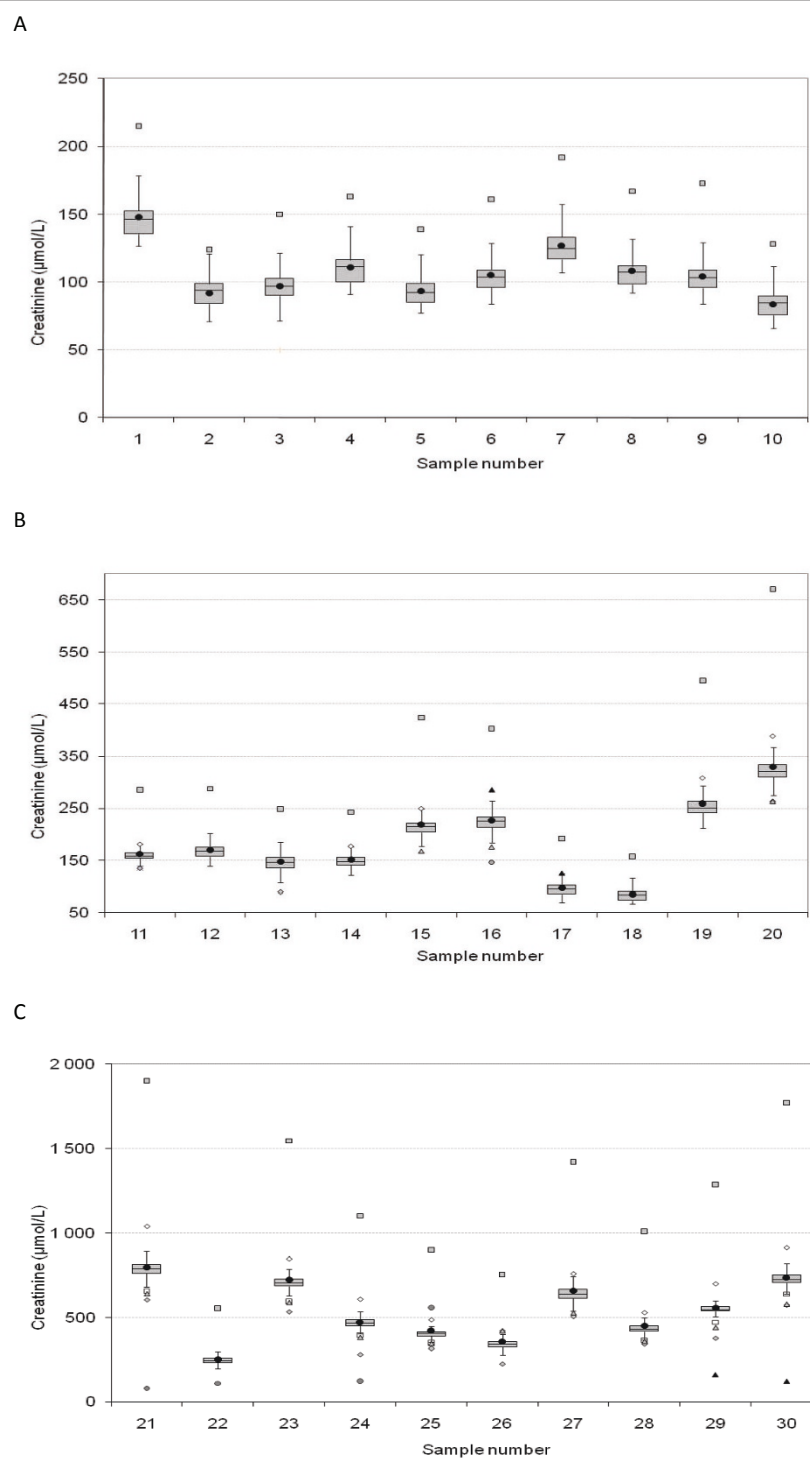 A
250
200
150
100
50
0
Creatinine (µmol/L)
1 2 3 4 5 6 7 8 9 10
Sample number
B
650
550
450
350
250
150
50
Creatinine (µmol/L)
11 12 13 14 15 16 17 18 19 20
Sample number
C
2 000
1 500
1 000
500
0
Creatinine (µmol/L)
21 22 23 24 25 26 27 28 29 30
Sample number